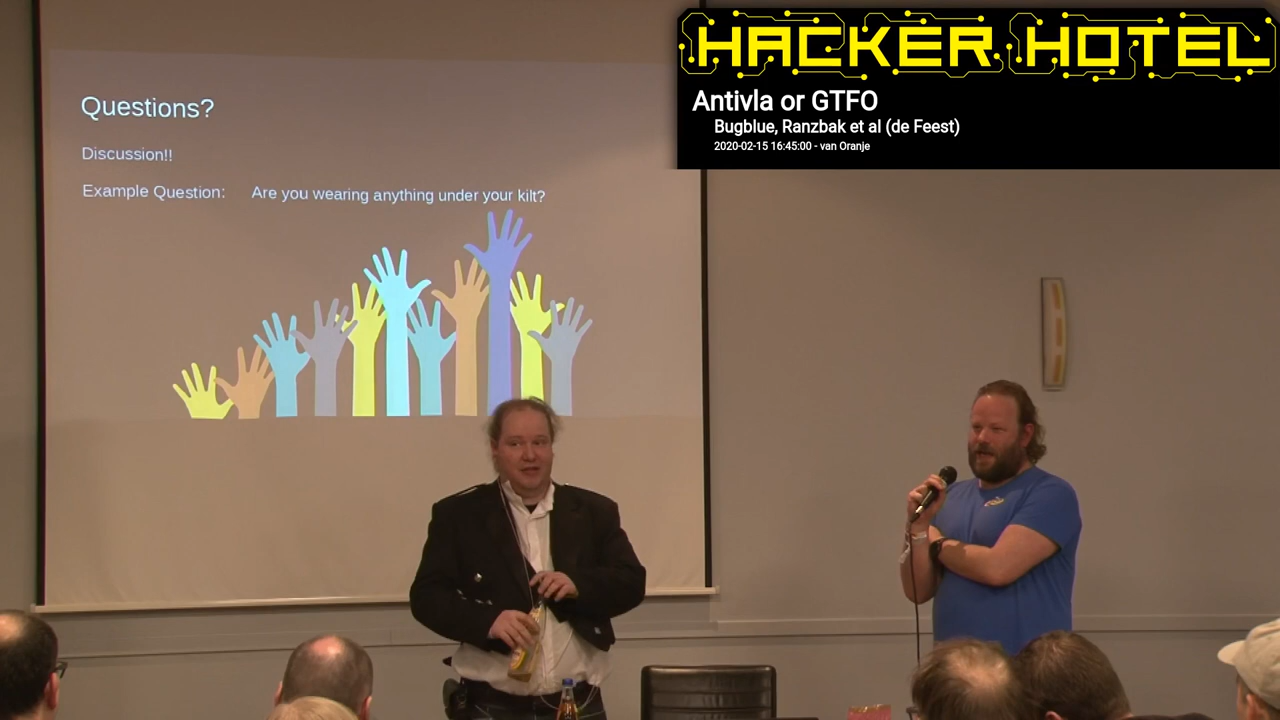 HACKER HOTEL
Antivla or GTFO
Bugblue, Ranzbak et al (de Feest)
2020-02-15 16:45:00 - van Oranje
Questions?
Discussion!!
Example Question: Are you wearing anything under your kilt?